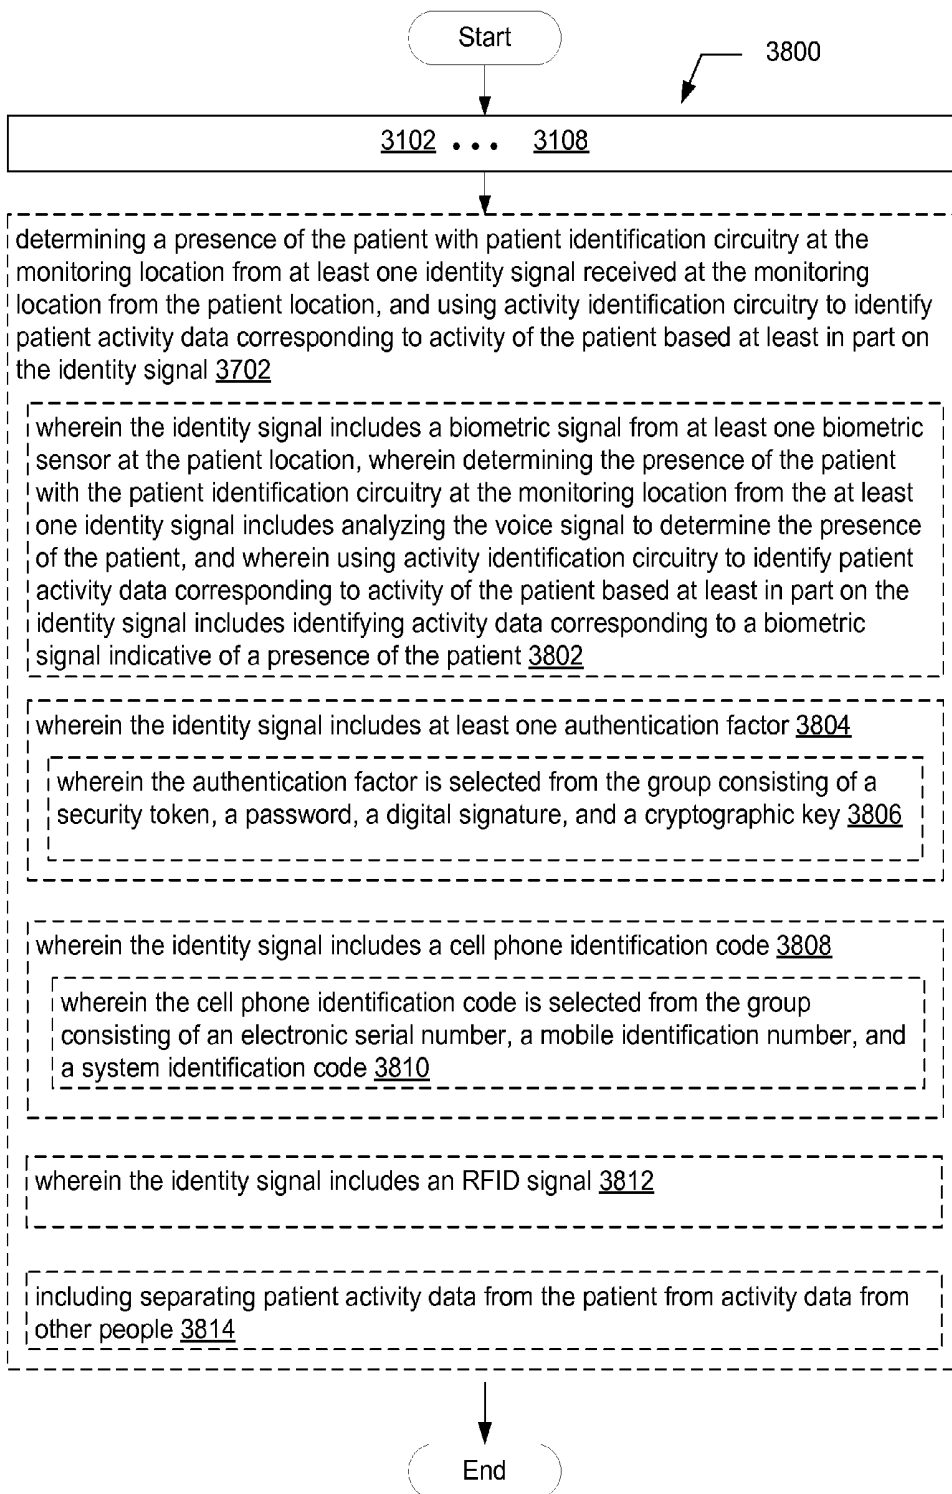 Start
3800
3102 • • • 3108
determining a presence of the patient with patient identification circuitry at the
monitoring location from at least one identity signal received at the monitoring
location from the patient location, and using activity identification circuitry to identify
patient activity data corresponding to activity of the patient based at least in part on
the identity signal 3702
wherein the identity signal includes a biometric signal from at least one biometric
sensor at the patient location, wherein determining the presence of the patient
with the patient identification circuitry at the monitoring location from the at least
one identity signal includes analyzing the voice signal to determine the presence
of the patient, and wherein using activity identification circuitry to identify patient
activity data corresponding to activity of the patient based at least in part on the
identity signal includes identifying activity data corresponding to a biometric
signal indicative of a presence of the patient 3802
wherein the identity signal includes at least one authentication factor 3804
wherein the authentication factor is selected from the group consisting of a
security token, a password, a digital signature, and a cryptographic key 3806
wherein the identity signal includes a cell phone identification code 3808
wherein the cell phone identification code is selected from the group
consisting of an electronic serial number, a mobile identification number, and
a system identification code 3810
wherein the identity signal includes an RFID signal 3812
including separating patient activity data from the patient from activity data from
other people 3814
End